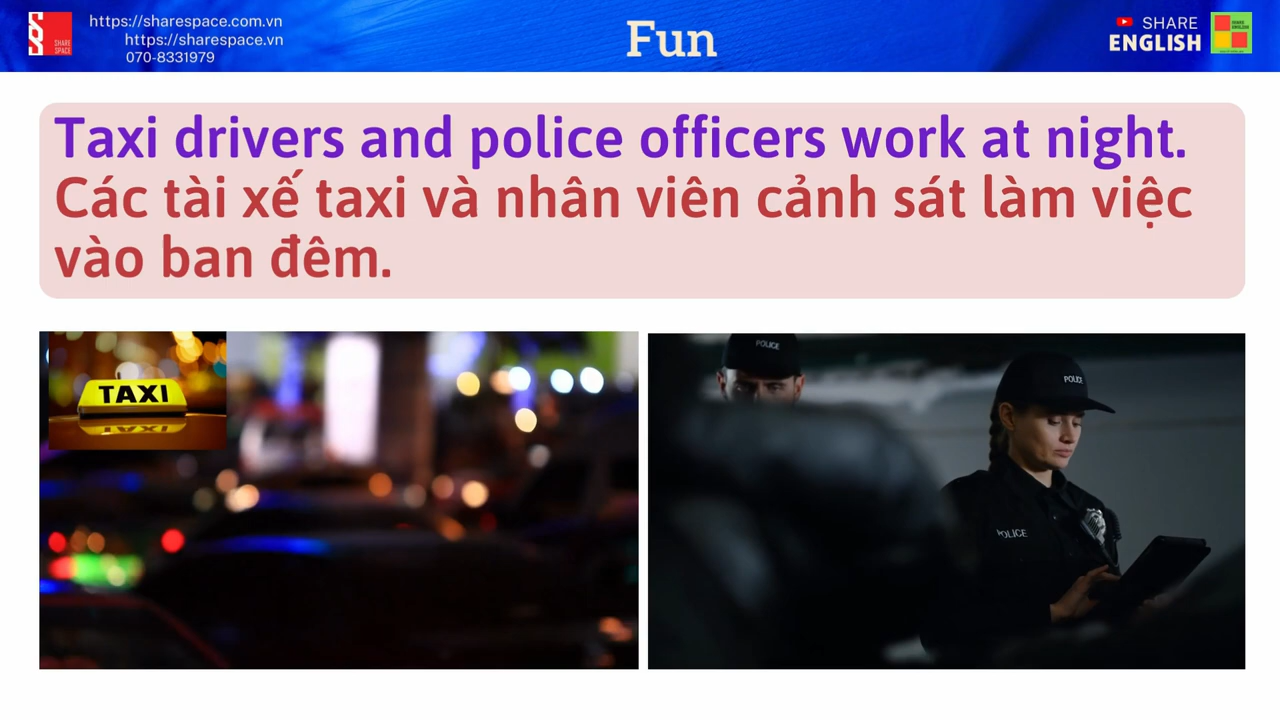 https://sharespace.com.vn
https://sharespace.vn
070-8331979
SHARE
SPACE
Fun
SHARE
ENGLISH
Taxi drivers and police officers work at night.
Các tài xế taxi và nhân viên cảnh sát làm việc
vào ban đêm.
TAXI
POLICE
POLICE
POLICE